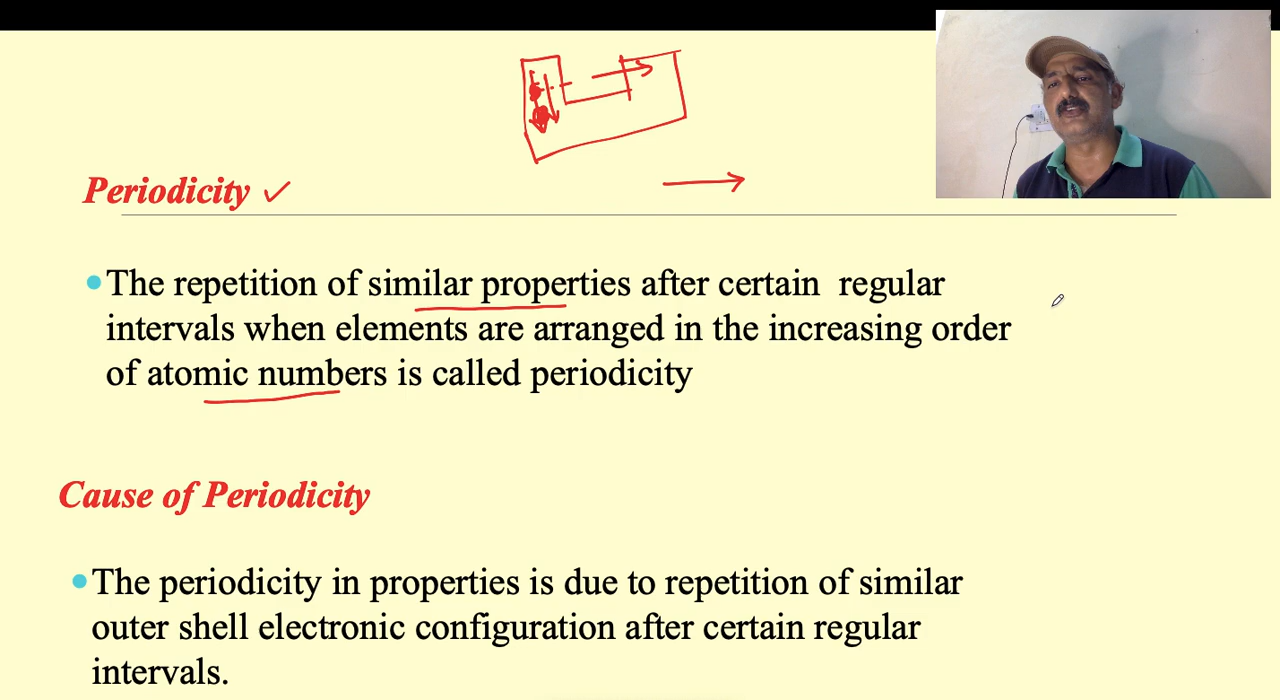 Periodicity ✓
•The repetition of similar properties after certain regular
intervals when elements are arranged in the increasing order
of atomic numbers is called periodicity
Cause of Periodicity
•The periodicity in properties is due to repetition of similar
outer shell electronic configuration after certain regular
intervals.